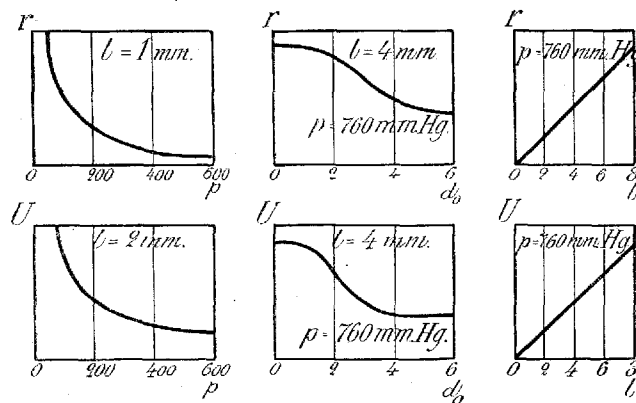 r
l = 1 mm.
0 200 400 600
p
r
l = 4 mm.
p = 760 mm. Hg.
0 2 4 6
d₀
r
p = 760 mm. Hg
0 2 4 6 8
l
U
l = 2 mm.
0 200 400 600
p
U
l = 4 mm.
p = 760 mm. Hg.
0 2 4 6
d₀
U
p = 760 mm. Hg
0 2 4 6 8
l